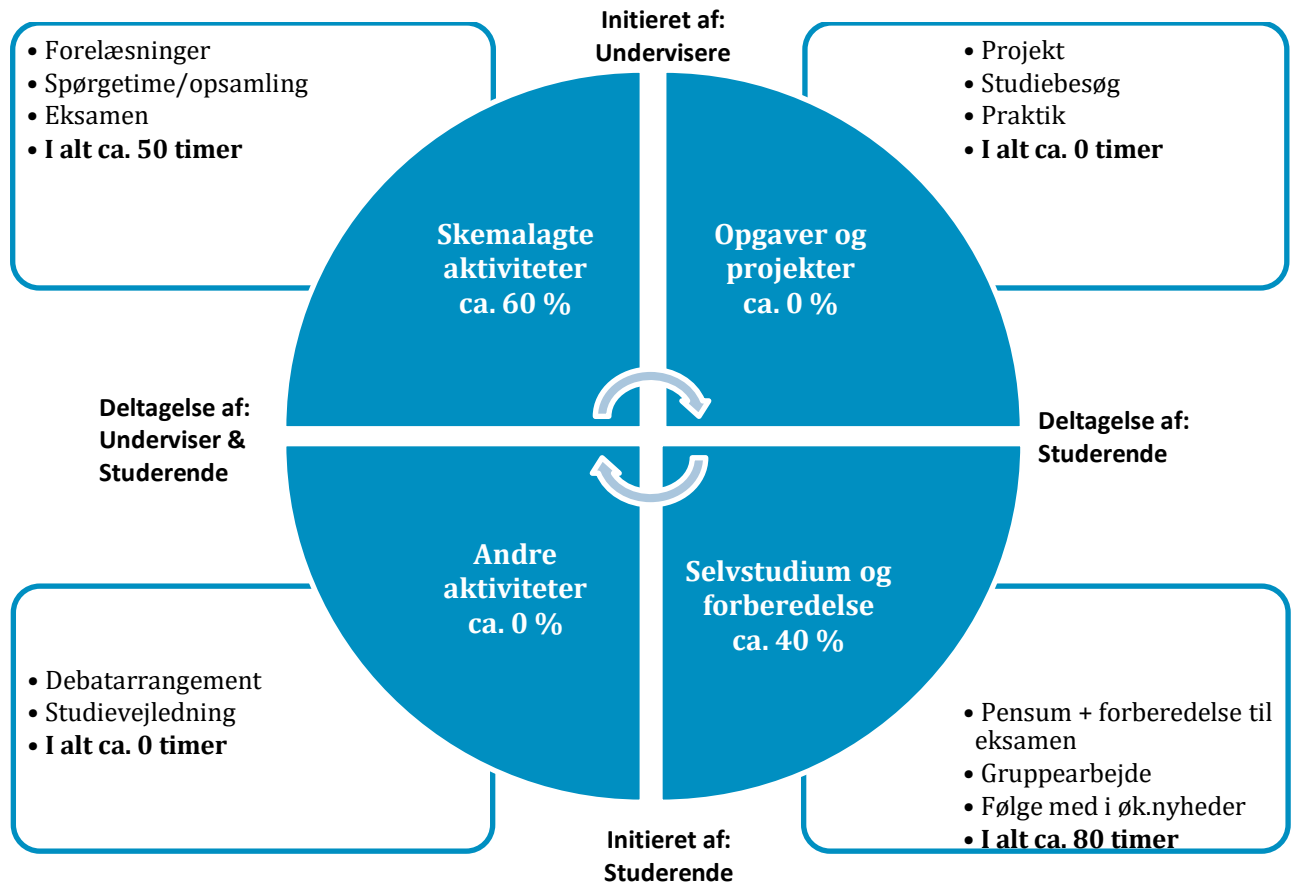 Initieret af:
Undervisere
• Forelæsninger
• Spørgetime/opsamling
• Eksamen
• I alt ca. 50 timer
• Projekt
• Studiebesøg
• Praktik
• I alt ca. 0 timer
Skemalagte
aktiviteter
ca. 60 %
Opgaver og
projekter
ca. 0 %
Deltagelse af:
Underviser &
Studerende
Deltagelse af:
Studerende
Andre
aktiviteter
ca. 0 %
Selvstudium og
forberedelse
ca. 40 %
• Debatarrangement
• Studievejledning
• I alt ca. 0 timer
• Pensum + forberedelse til
eksamen
• Gruppearbejde
• Følge med i øk.nyheder
• I alt ca. 80 timer
Initieret af:
Studerende